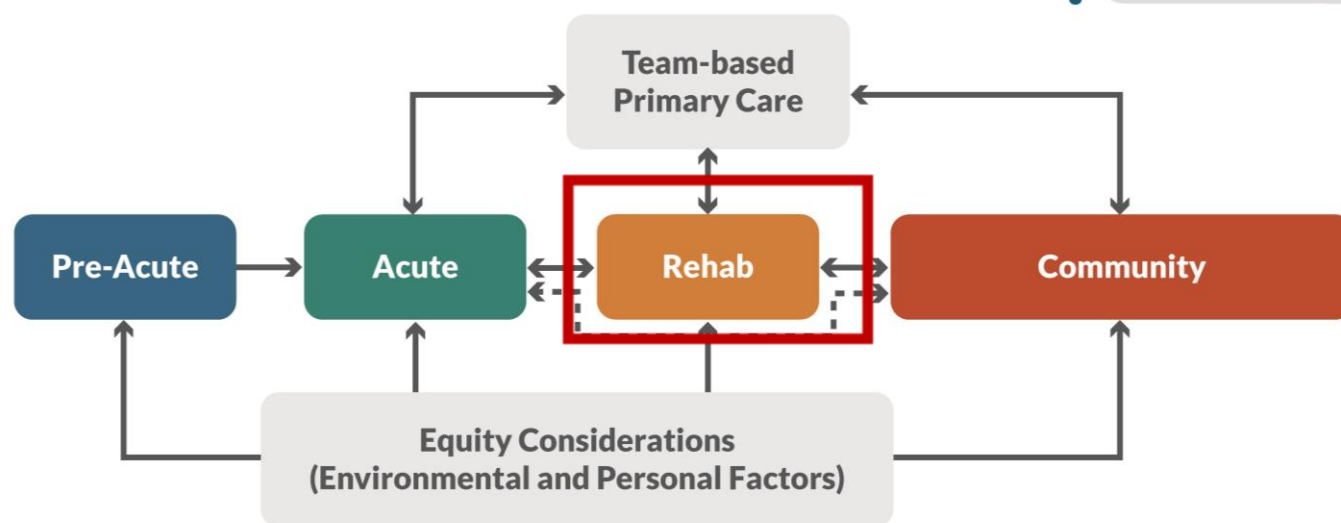 Team-based
Primary Care
Pre-Acute
Acute
Rehab
Community
Equity Considerations
(Environmental and Personal Factors)